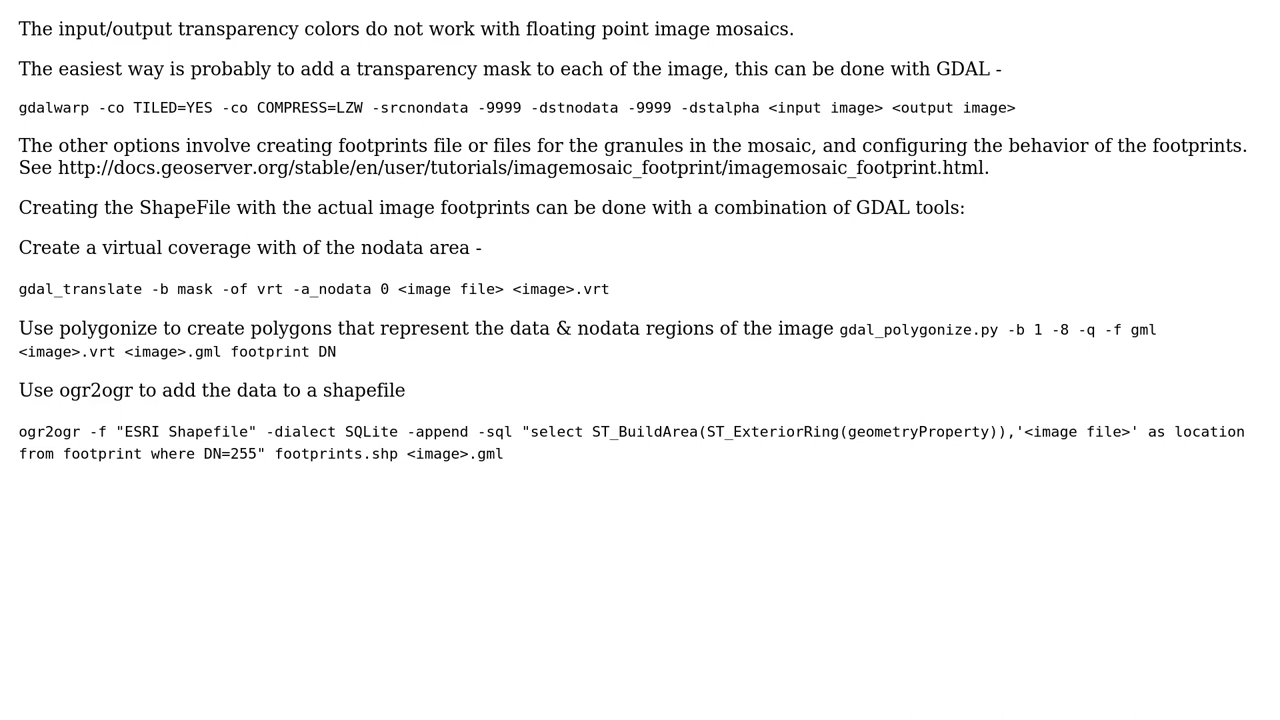 The input/output transparency colors do not work with floating point image mosaics.
The easiest way is probably to add a transparency mask to each of the image, this can be done with GDAL -
gdalwarp -co TILED=YES -co COMPRESS=LZW -srcnondata -9999 -dstnodata -9999 -dstalpha <input image> <output image>
The other options involve creating footprints file or files for the granules in the mosaic, and configuring the behavior of the footprints.
See http://docs.geoserver.org/stable/en/user/tutorials/imagemosaic_footprint/imagemosaic_footprint.html.
Creating the ShapeFile with the actual image footprints can be done with a combination of GDAL tools:
Create a virtual coverage with of the nodata area -
gdal_translate -b mask -of vrt -a_nodata 0 <image file> <image>.vrt
Use polygonize to create polygons that represent the data & nodata regions of the image gdal_polygonize.py -b 1 -8 -q -f gml
<image>.vrt <image>.gml footprint DN
Use ogr2ogr to add the data to a shapefile
ogr2ogr -f "ESRI Shapefile" -dialect SQLite -append -sql "select ST_BuildArea(ST_ExteriorRing(geometryProperty)),'<image file>' as location
from footprint where DN=255" footprints.shp <image>.gml